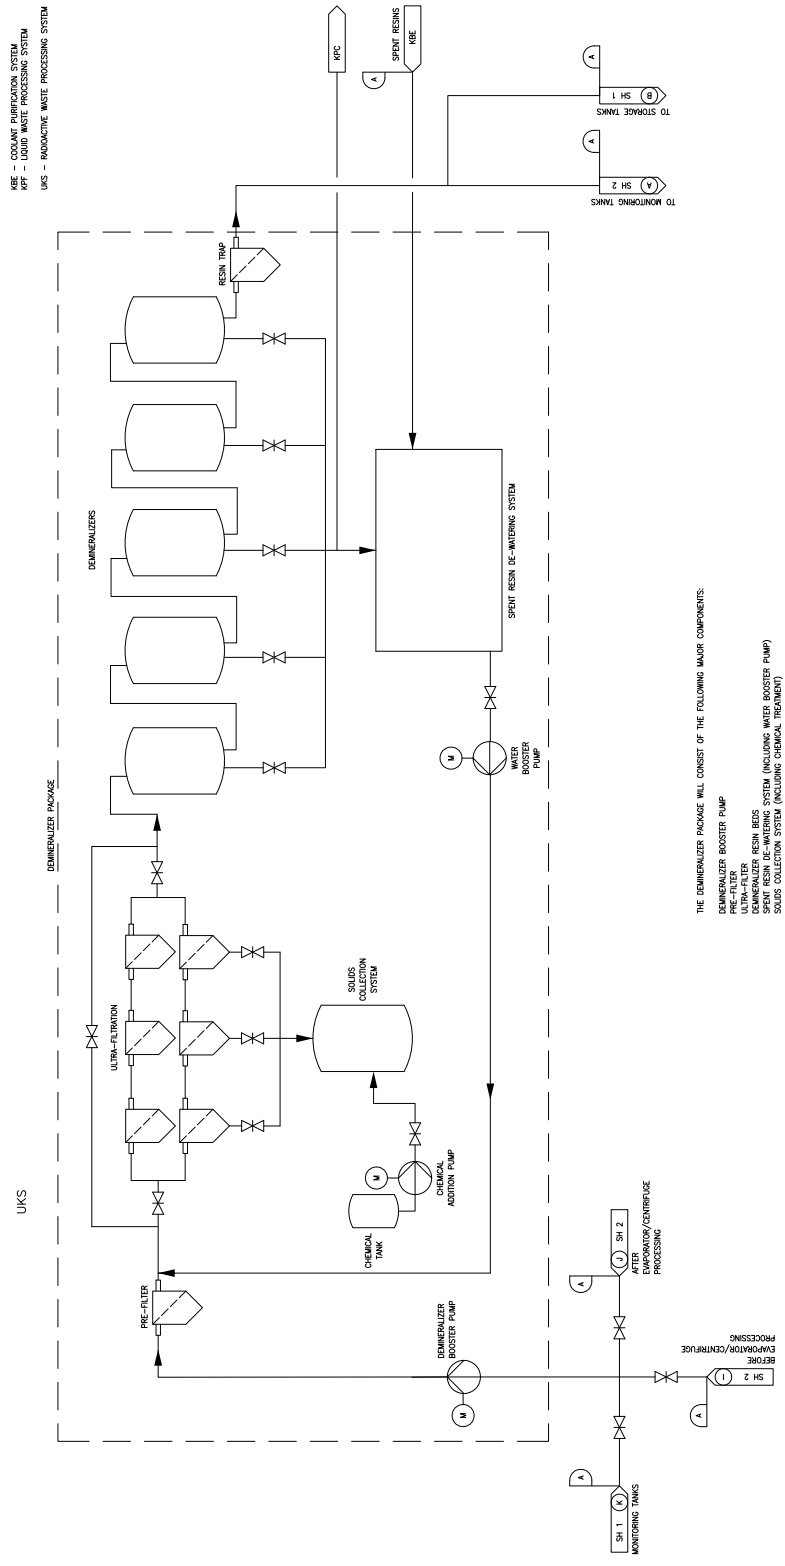 KBE – COOLANT PURIFICATION SYSTEM
KPF – LIQUID WASTE PROCESSING SYSTEM
UKS – RADIOACTIVE WASTE PROCESSING SYSTEM
UKS
DEMINERALIZER PACKAGE
PRE–FILTER
ULTRA–FILTRATION
DEMINERALIZERS
RESIN TRAP
KPC
SPENT RESINS
KBE
A
A
SH 1
B
TO STORAGE TANKS
A
SH 2
A
TO MONITORING TANKS
SPENT RESIN DE–WATERING SYSTEM
M
WATER
BOOSTER
PUMP
SOLIDS
COLLECTION
SYSTEM
M
CHEMICAL
ADDITION PUMP
CHEMICAL
TANK
DEMINERALIZER
BOOSTER PUMP
M
A
SH 1
K
MONITORING TANKS
A
J
SH 2
AFTER
EVAPORATOR/CENTRIFUGE
PROCESSING
A
I
SH 2
BEFORE
EVAPORATOR/CENTRIFUGE
PROCESSING
THE DEMINERALIZER PACKAGE WILL CONSIST OF THE FOLLOWING MAJOR COMPONENTS:
DEMINERALIZER BOOSTER PUMP
PRE–FILTER
ULTRA–FILTER
DEMINERALIZER RESIN BEDS
SPENT RESIN DE–WATERING SYSTEM (INCLUDING WATER BOOSTER PUMP)
SOLIDS COLLECTION SYSTEM (INCLUDING CHEMICAL TREATMENT)